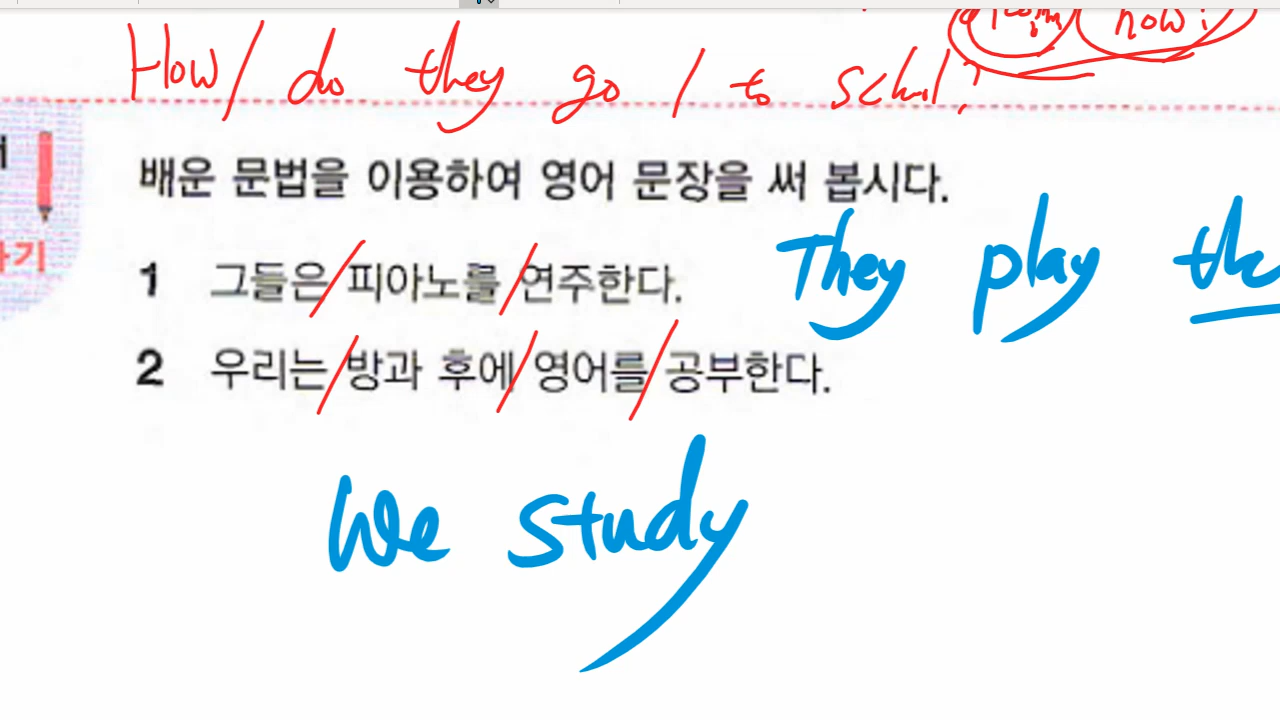 now?
How / do they go / to schul?
배운 문법을 이용하여 영어 문장을 써 봅시다.
기
1 그들은/피아노를/연주한다. They play the
2 우리는/방과 후에/영어를/공부한다.
We study